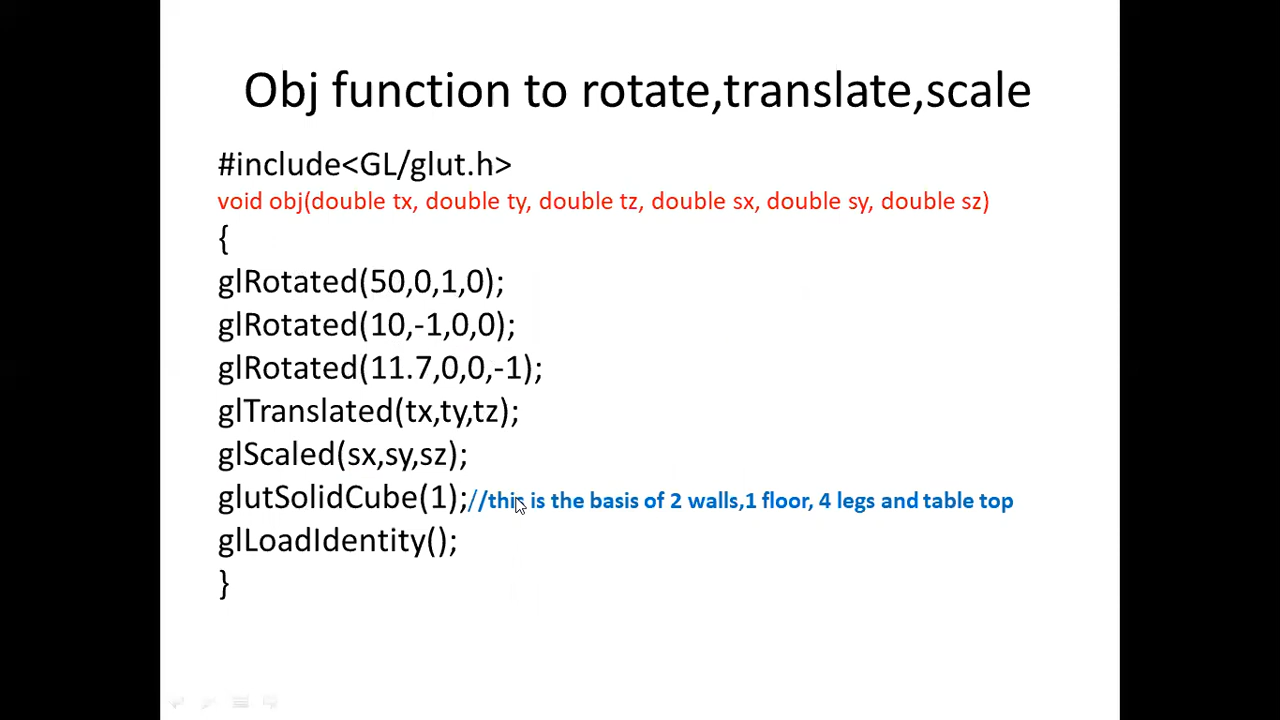 Obj function to rotate,translate,scale
#include<GL/glut.h>
void obj(double tx, double ty, double tz, double sx, double sy, double sz)
{
glRotated(50,0,1,0);
glRotated(10,-1,0,0);
glRotated(11.7,0,0,-1);
glTranslated(tx,ty,tz);
glScaled(sx,sy,sz);
glutSolidCube(1);//this is the basis of 2 walls,1 floor, 4 legs and table top
glLoadIdentity();
}